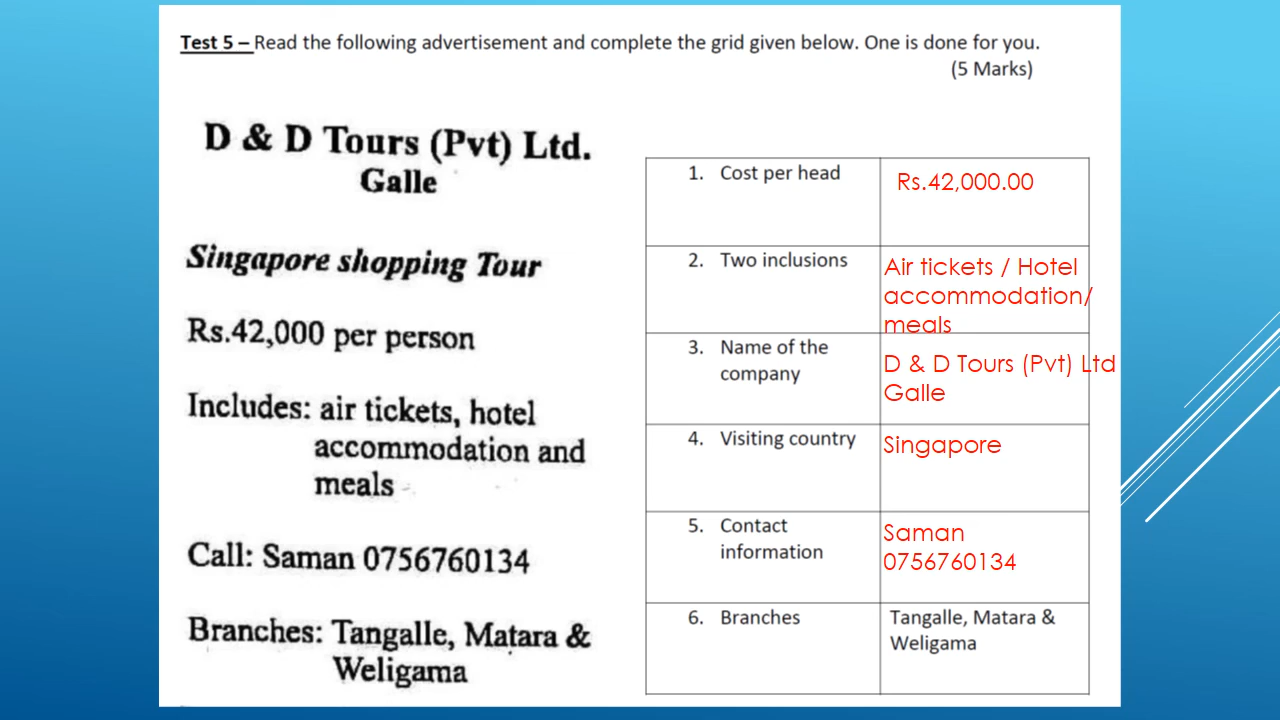 Test 5 – Read the following advertisement and complete the grid given below. One is done for you.
(5 Marks)
D & D Tours (Pvt) Ltd.
Galle
Singapore shopping Tour
Rs.42,000 per person
Includes: air tickets, hotel
accommodation and
meals
Call: Saman 0756760134
Branches: Tangalle, Matara &
Weligama
1. Cost per head
Rs.42,000.00
2. Two inclusions
Air tickets / Hotel
accommodation/
meals
3. Name of the
company
D & D Tours (Pvt) Ltd
Galle
4. Visiting country
Singapore
5. Contact
information
Saman
0756760134
6. Branches
Tangalle, Matara &
Weligama